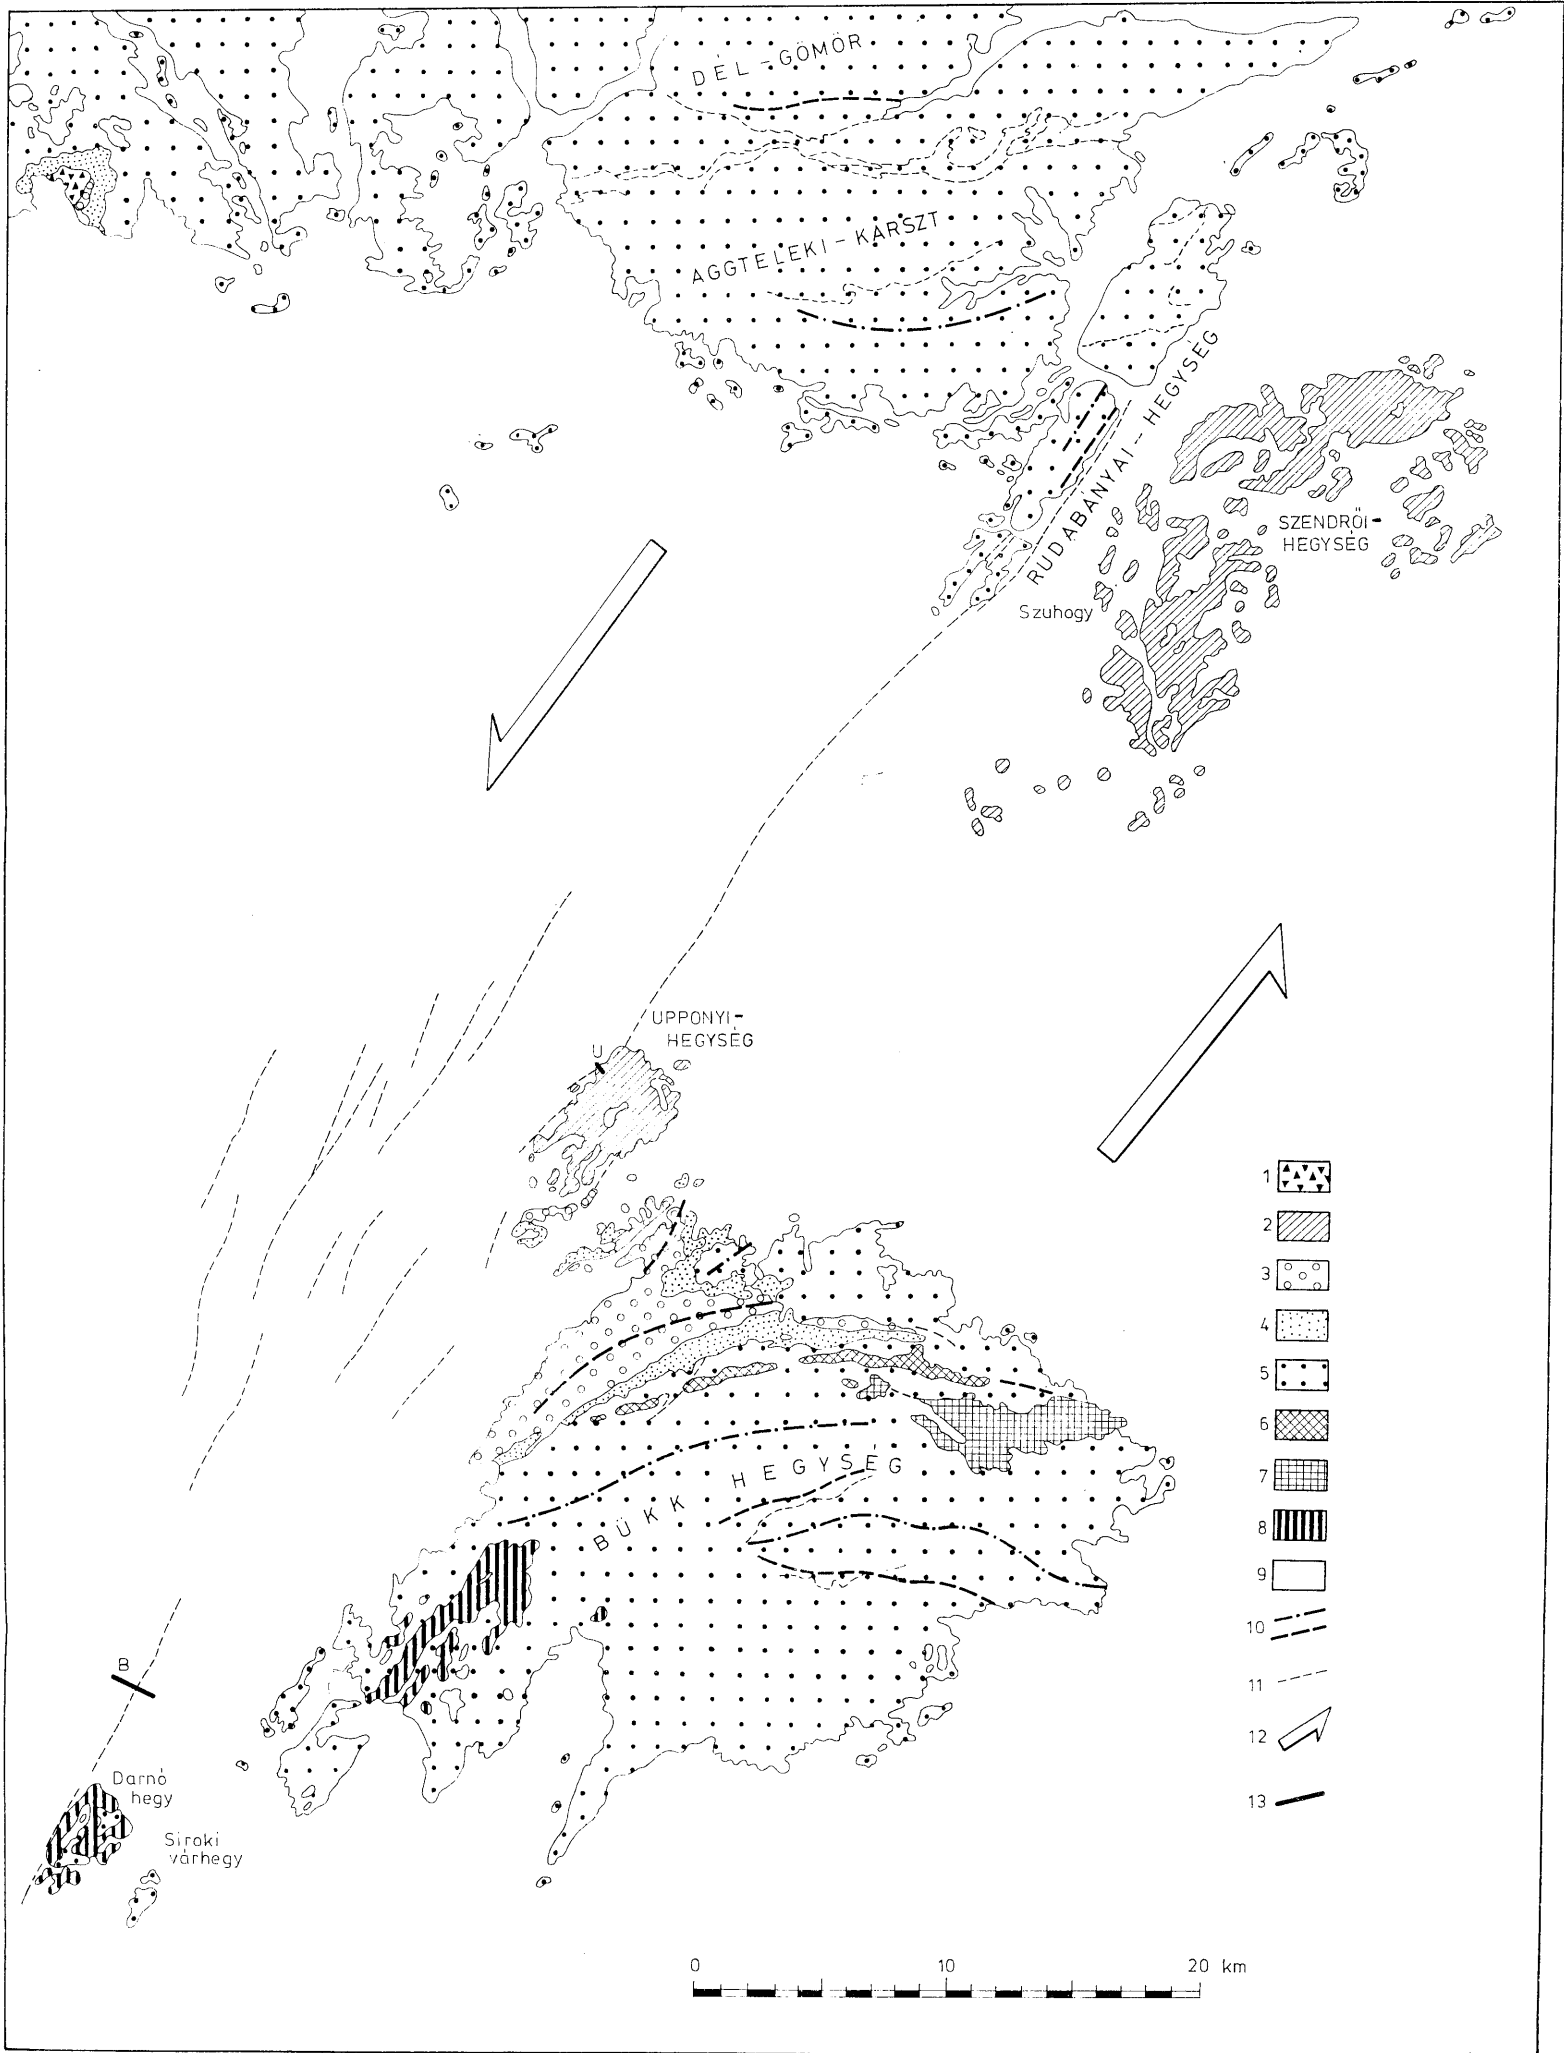 DÉL-GÖMÖR
AGGTELEKI-KARSZT
RUDABÁNYAI-HEGYSÉG
SZENDRŐI-
HEGYSÉG
Szuhogy
UPPONYI-
HEGYSÉG
U
BÜKK HEGYSÉG
B
Darnó
hegy
Siroki
várhegy
1
2
3
4
5
6
7
8
9
10
11
12
13
0 10 20 km